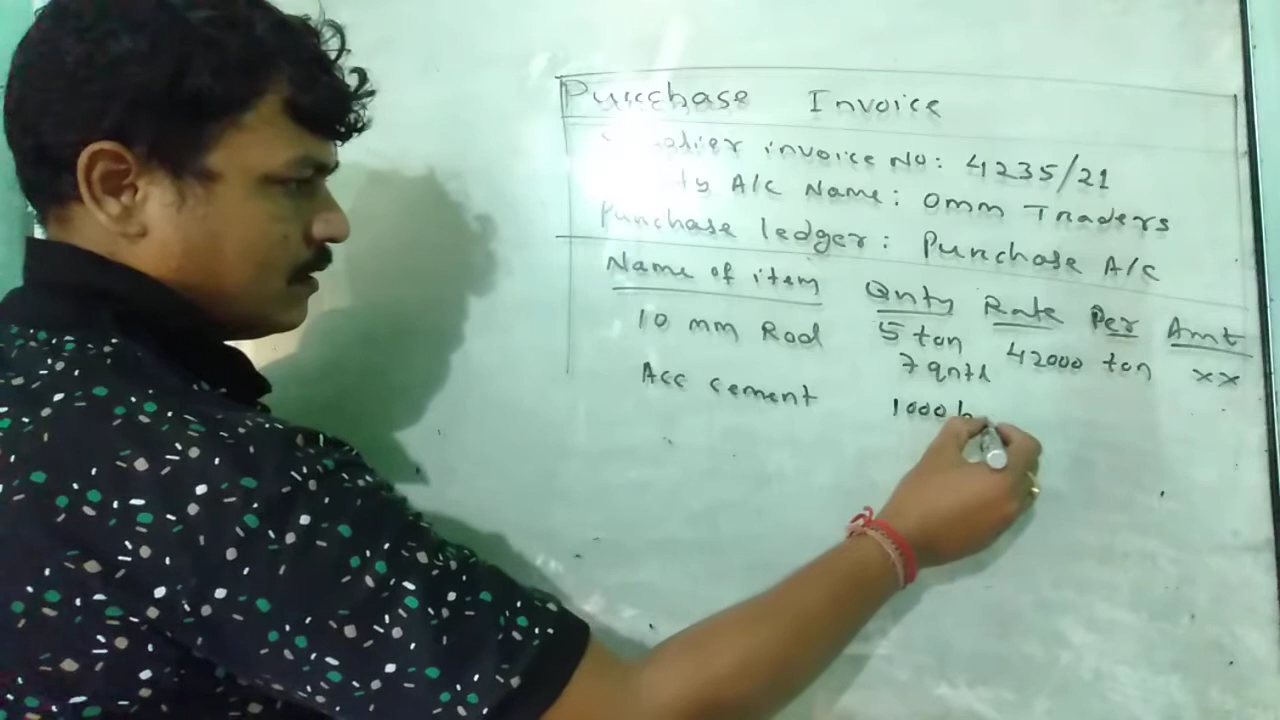 Purchase Invoice
invoice No: 4235/21
A/c Name: Omm Traders
Purchase ledger: Purchase A/c
Name of item Qnty Rate Per Amt
10 mm Rod 5 ton 42000 ton xx
7 qntl
Acc cement 1000 b